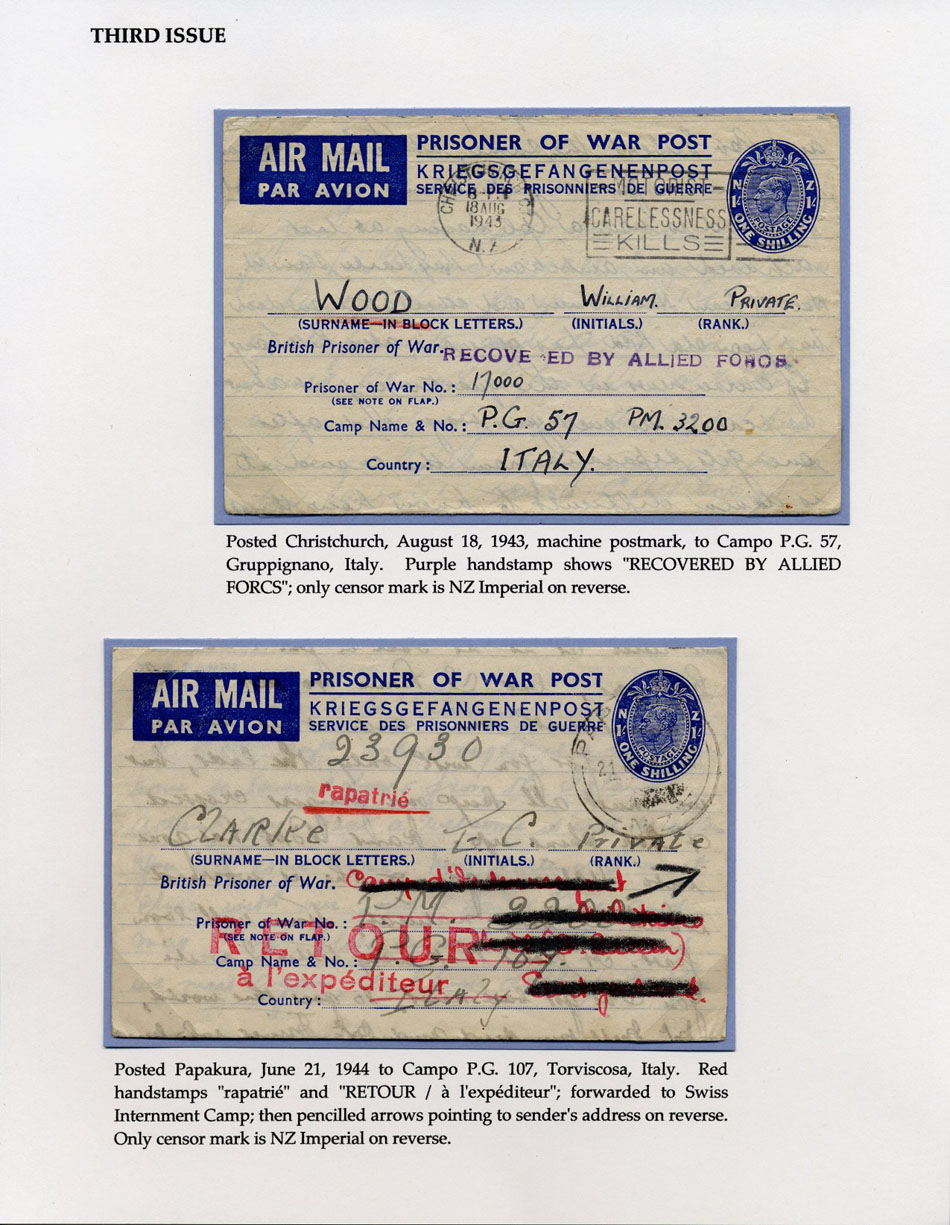 THIRD ISSUE
AIR MAIL
PAR AVION
PRISONER OF WAR POST
KRIEGSGEFANGENENPOST
SERVICE DES PRISONNIERS DE GUERRE
N Z
1/- 1/-
POSTAGE
ONE SHILLING
18 AUG
1943
N.Z
CARELESSNESS
KILLS
WOOD WILLIAM. PRIVATE.
(SURNAME—IN BLOCK LETTERS.) (INITIALS.) (RANK.)
British Prisoner of War. RECOVE ED BY ALLIED FORCS.
Prisoner of War No.: 17000
(SEE NOTE ON FLAP.)
Camp Name & No.: P.G. 57 PM. 3200
Country: ITALY.
Posted Christchurch, August 18, 1943, machine postmark, to Campo P.G. 57,
Gruppignano, Italy. Purple handstamp shows "RECOVERED BY ALLIED
FORCS"; only censor mark is NZ Imperial on reverse.
AIR MAIL
PAR AVION
PRISONER OF WAR POST
KRIEGSGEFANGENENPOST
SERVICE DES PRISONNIERS DE GUERRE
N Z
1/- 1/-
POSTAGE
ONE SHILLING
21
23930
rapatrié
CLARKE L.C. PRIVATE
(SURNAME—IN BLOCK LETTERS.) (INITIALS.) (RANK.)
British Prisoner of War. Camp d'Internement
Prisoner of War No.: P.M. 3200
(SEE NOTE ON FLAP.)
RETOUR
Camp Name & No.: P.G. 107
à l'expéditeur
Country: ITALY
Posted Papakura, June 21, 1944 to Campo P.G. 107, Torviscosa, Italy. Red
handstamps "rapatrié" and "RETOUR / à l'expéditeur"; forwarded to Swiss
Internment Camp; then pencilled arrows pointing to sender's address on reverse.
Only censor mark is NZ Imperial on reverse.